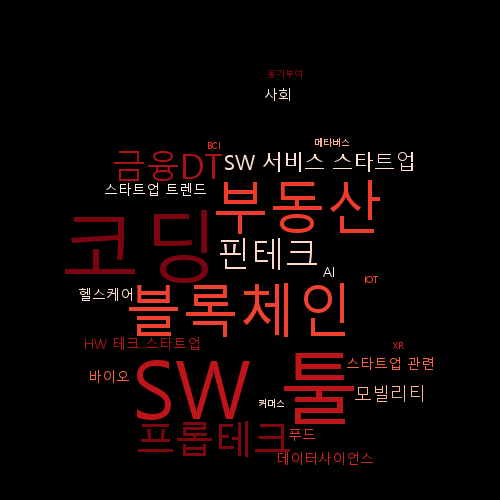 동기부여
사회
메타버스
BCI
금융DT
SW 서비스 스타트업
스타트업 트렌드
부동산
코딩
핀테크
AI
IOT
헬스케어
블록체인
HW 테크 스타트업
XR
스타트업 관련
바이오
SW 툴
모빌리티
커머스
프롭테크
푸드
데이터사이언스